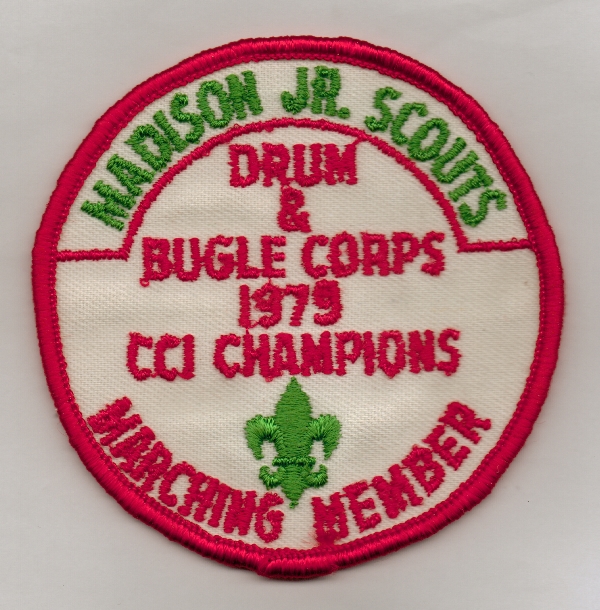 MADISON JR. SCOUTS
DRUM
&
BUGLE CORPS
1979
CCI CHAMPIONS
MARCHING MEMBER